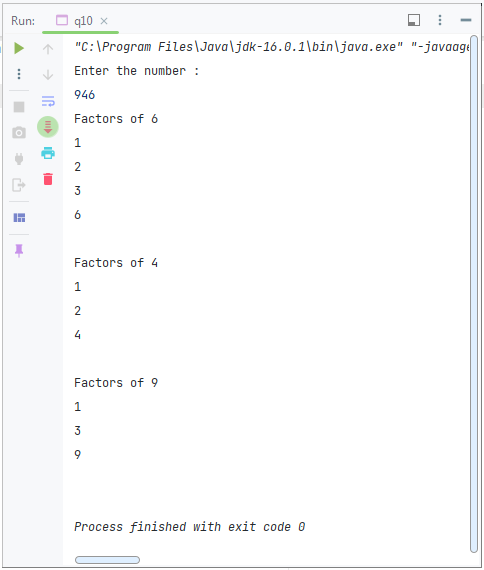 Run: q10
"C:\Program Files\Java\jdk-16.0.1\bin\java.exe" "-javaage
Enter the number :
946
Factors of 6
1
2
3
6
Factors of 4
1
2
4
Factors of 9
1
3
9
Process finished with exit code 0